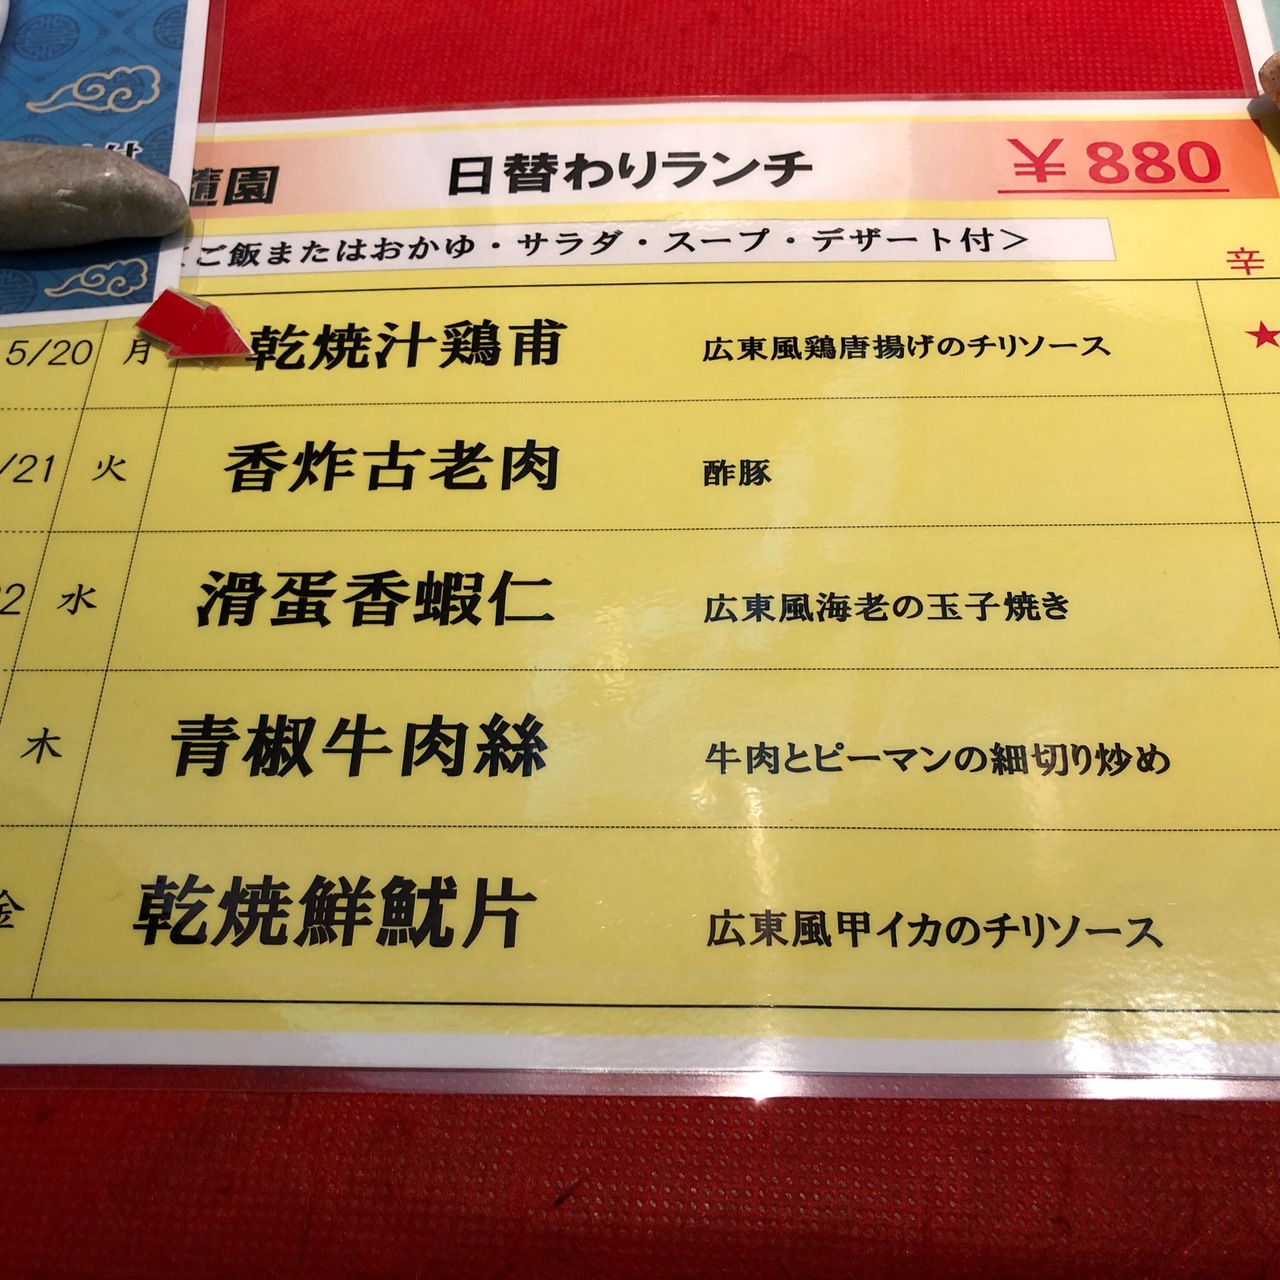 園 日替わりランチ ¥880
ご飯またはおかゆ・サラダ・スープ・デザート付＞
辛
5/20 月 乾焼汁鶏甫 広東風鶏唐揚げのチリソース ★
/21 火 香炸古老肉 酢豚
2 水 滑蛋香蝦仁 広東風海老の玉子焼き
木 青椒牛肉絲 牛肉とピーマンの細切り炒め
金 乾焼鮮魷片 広東風甲イカのチリソース